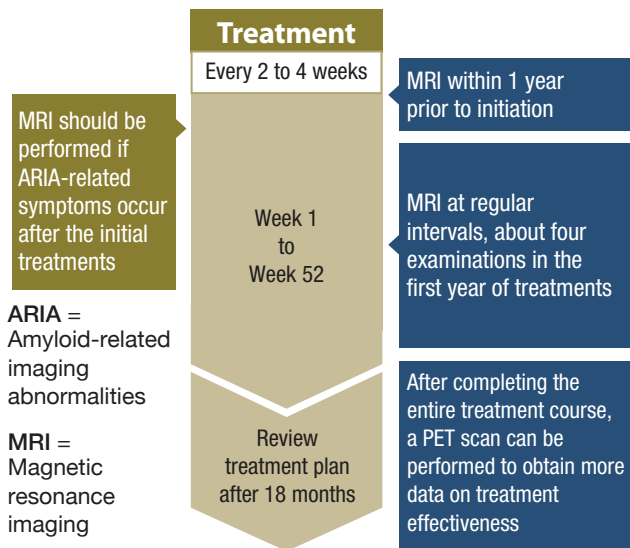 Treatment
Every 2 to 4 weeks
MRI within 1 year
prior to initiation
MRI should be
performed if
ARIA-related
symptoms occur
after the initial
treatments
Week 1
to
Week 52
MRI at regular
intervals, about four
examinations in the
first year of treatments
ARIA =
Amyloid-related
imaging
abnormalities
MRI =
Magnetic
resonance
imaging
Review
treatment plan
after 18 months
After completing the
entire treatment course,
a PET scan can be
performed to obtain more
data on treatment
effectiveness